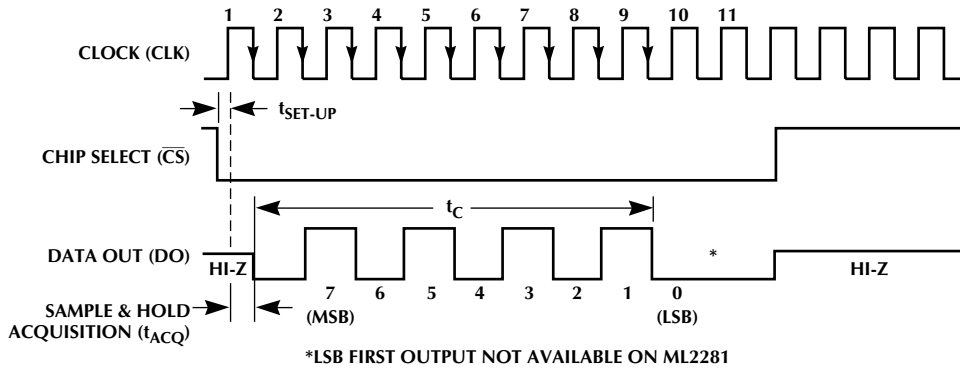 1 2 3 4 5 6 7 8 9 10 11
CLOCK (CLK)
tSET-UP
CHIP SELECT (CS)
tC
DATA OUT (DO)
HI-Z
*
HI-Z
7 6 5 4 3 2 1 0
(MSB) (LSB)
SAMPLE & HOLD
ACQUISITION (tACQ)
*LSB FIRST OUTPUT NOT AVAILABLE ON ML2281